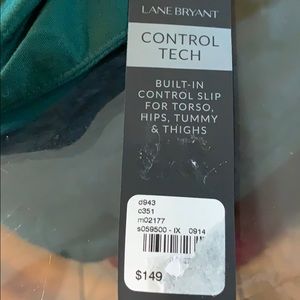 LANE BRYANT
CONTROL
TECH
BUILT-IN
CONTROL SLIP
FOR TORSO,
HIPS, TUMMY
& THIGHS
d943
c351
m02177
s059500 - IX 0914
$149